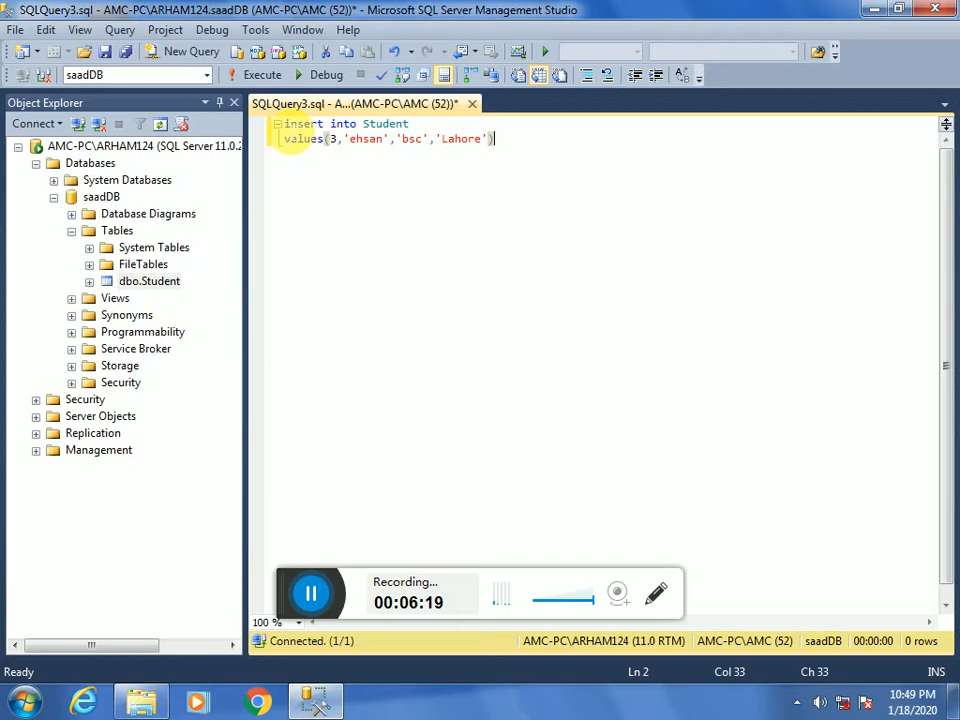 SQLQuery3.sql - AMC-PC\ARHAM124.saadDB (AMC-PC\AMC (52))* - Microsoft SQL Server Management Studio
File Edit View Query Project Debug Tools Window Help
New Query
saadDB Execute Debug
Object Explorer
SQLQuery3.sql - A...(AMC-PC\AMC (52))*
Connect
AMC-PC\ARHAM124 (SQL Server 11.0.2
Databases
System Databases
saadDB
Database Diagrams
Tables
System Tables
FileTables
dbo.Student
Views
Synonyms
Programmability
Service Broker
Storage
Security
Security
Server Objects
Replication
Management
insert into Student
values(3,'ehsan','bsc','Lahore')
Recording...
00:06:19
100 %
Connected. (1/1) AMC-PC\ARHAM124 (11.0 RTM) AMC-PC\AMC (52) saadDB 00:00:00 0 rows
Ready Ln 2 Col 33 Ch 33 INS
10:49 PM
1/18/2020